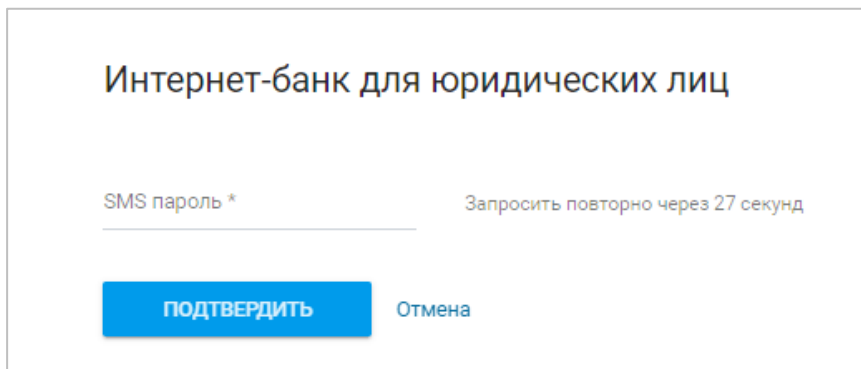 Интернет-банк для юридических лиц
SMS пароль *
Запросить повторно через 27 секунд
ПОДТВЕРДИТЬ
Отмена